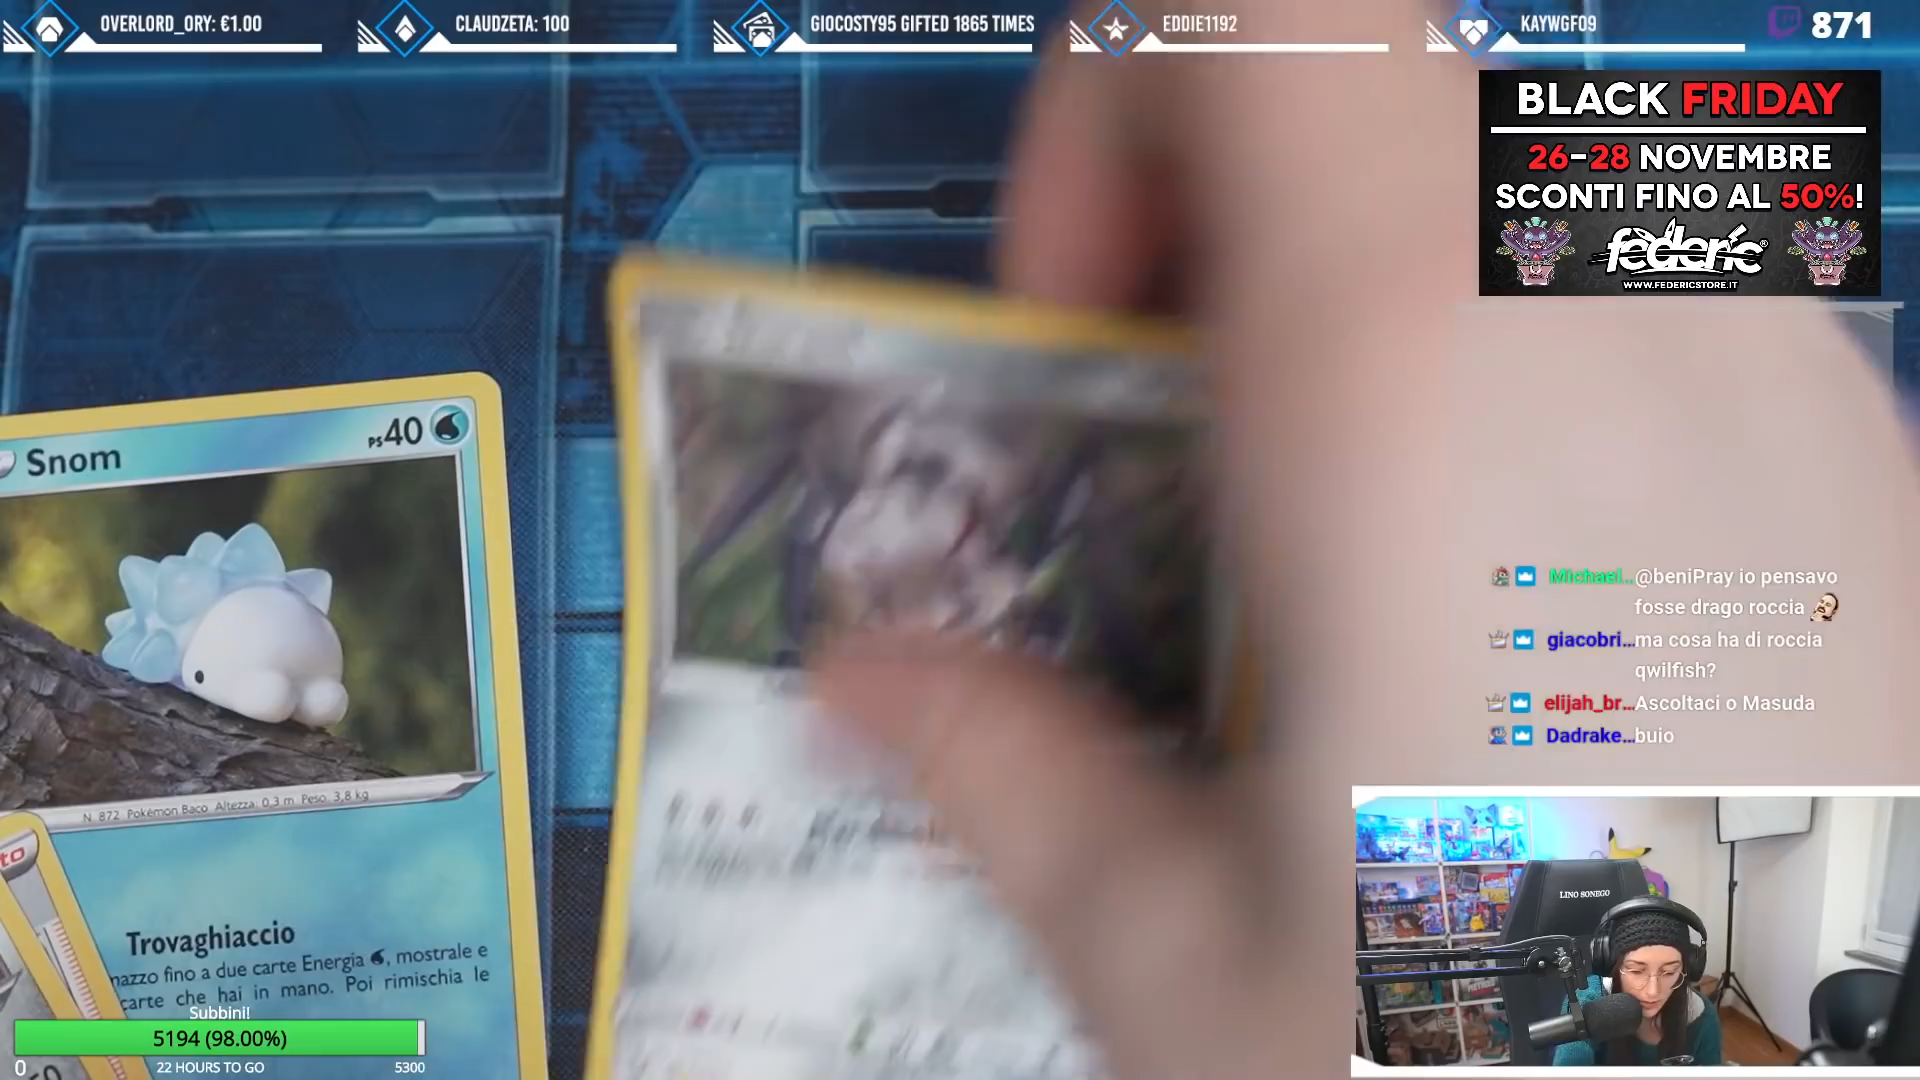 OVERLORD_ORY: €1.00
CLAUDZETA: 100
GIOCOSTY95 GIFTED 1865 TIMES
EDDIE1192
KAYWGF09
871
BLACK FRIDAY
26-28 NOVEMBRE
SCONTI FINO AL 50%!
federic
WWW.FEDERICSTORE.IT
Snom
PS40
N. 872 Pokémon Baco Altezza: 0,3 m Peso: 3,8 kg
Trovaghiaccio
mazzo fino a due carte Energia , mostrale e
carte che hai in mano. Poi rimischia le
Michael...@beniPray io pensavo
fosse drago roccia
giacobri...ma cosa ha di roccia
qwilfish?
elijah_br...Ascoltaci o Masuda
Dadrake...buio
LINO SONEGO
Subbini!
5194 (98.00%)
0
22 HOURS TO GO
5300